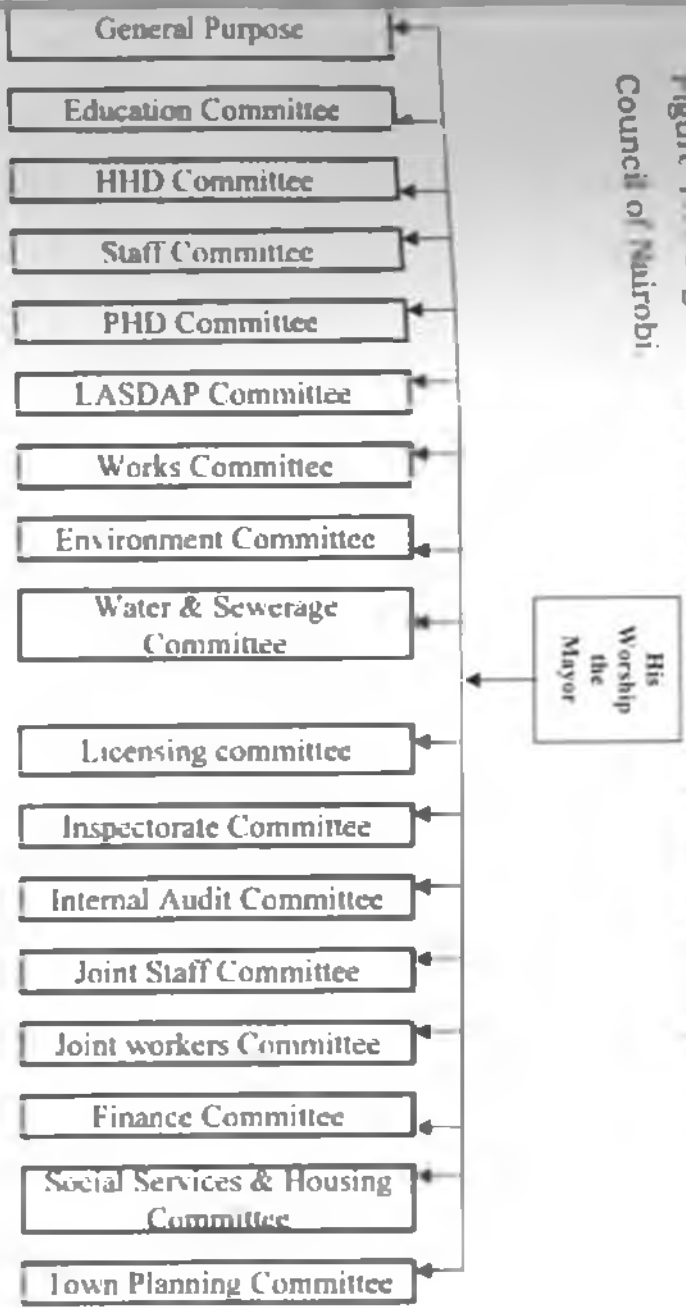 General Purpose
Education Committee
HHD Committee
Staff Committee
PHD Committee
LASDAP Committee
Works Committee
Environment Committee
Water & Sewerage
Committee
Licensing committee
Inspectorate Committee
Internal Audit Committee
Joint Staff Committee
Joint workers Committee
Finance Committee
Social Services & Housing
Committee
Town Planning Committee
His
Worship
the
Mayor
Council of Nairobi.